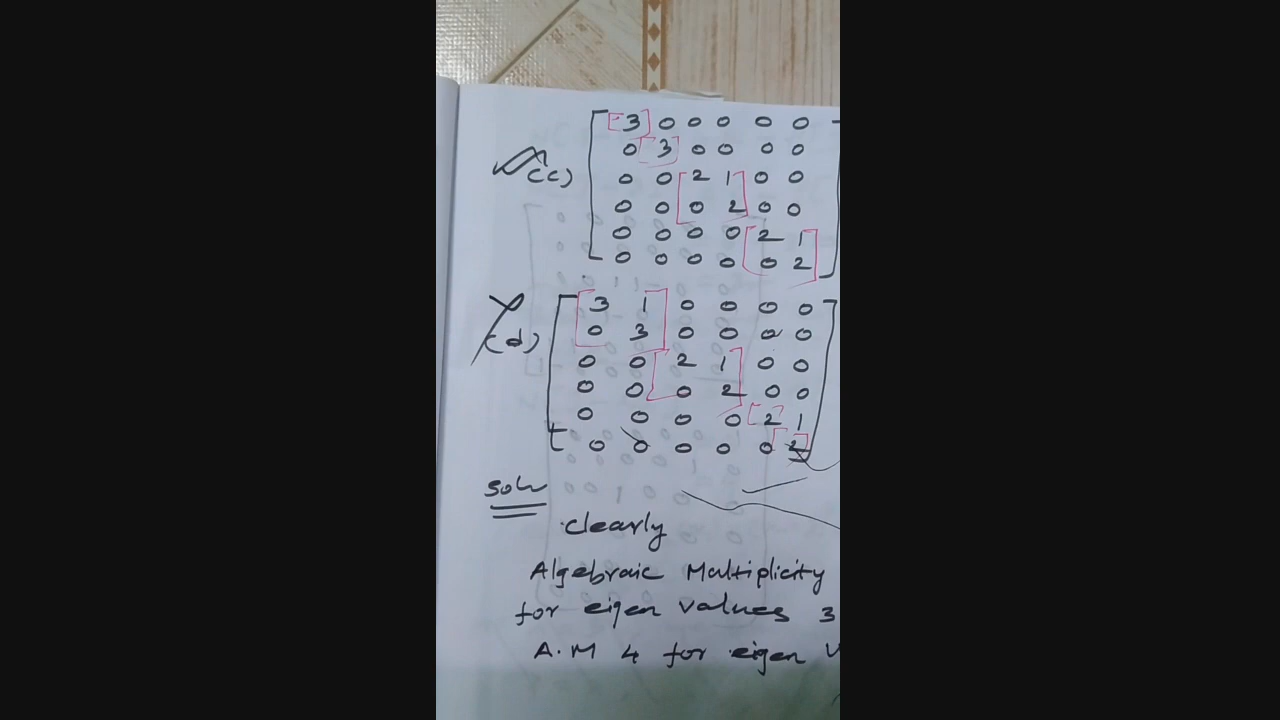 3 0 0 0 0 0
0 3 0 0 0 0
(c) 0 0 2 1 0 0
0 0 0 2 0 0
0 0 0 0 2 1
0 0 0 0 0 2
3 1 0 0 0 0
0 3 0 0 0 0
(d) 0 0 2 1 0 0
0 0 0 2 0 0
0 0 0 0 2 1
0 0 0 0 0 2
Soln
clearly
Algebraic Multiplicity
for eigen values 3
A.M 4 for eigen